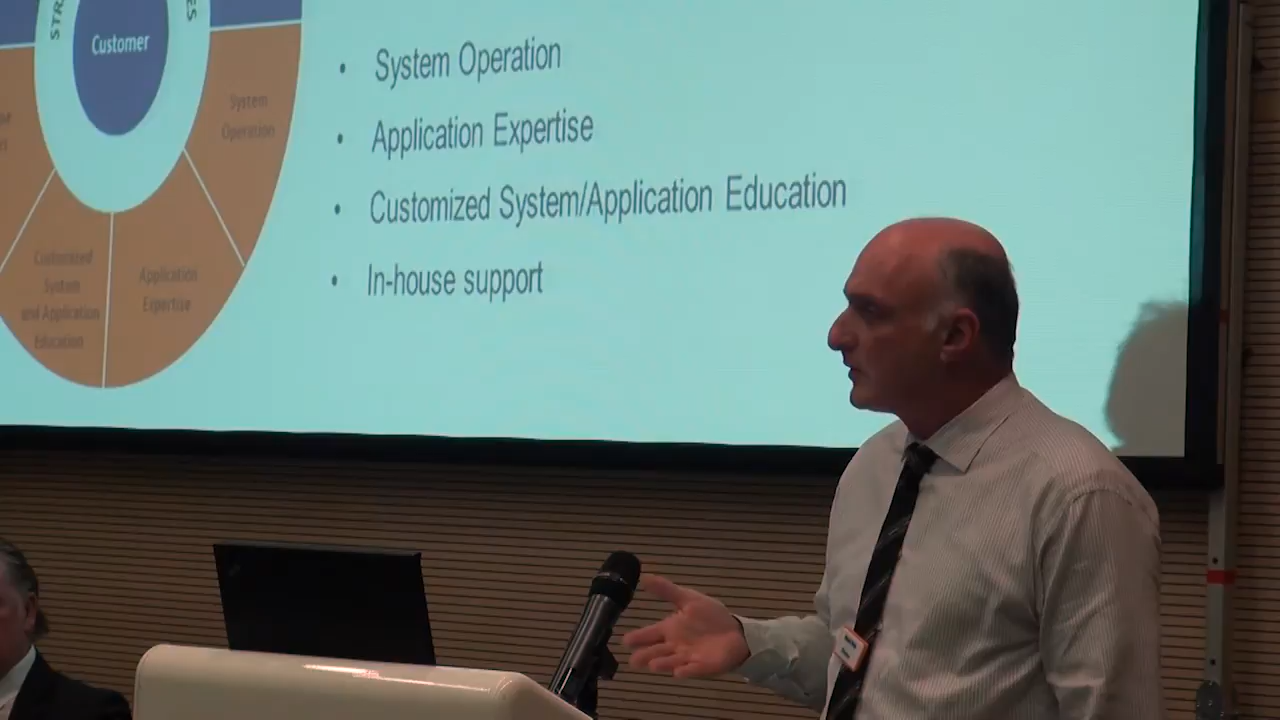 Customer
System
Operation
Application
Expertise
Customized
System
and Application
Education
• System Operation
• Application Expertise
• Customized System/Application Education
• In-house support